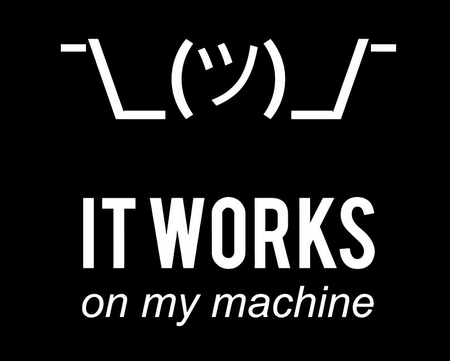 ¯\_(ツ)_/¯
IT WORKS
on my machine